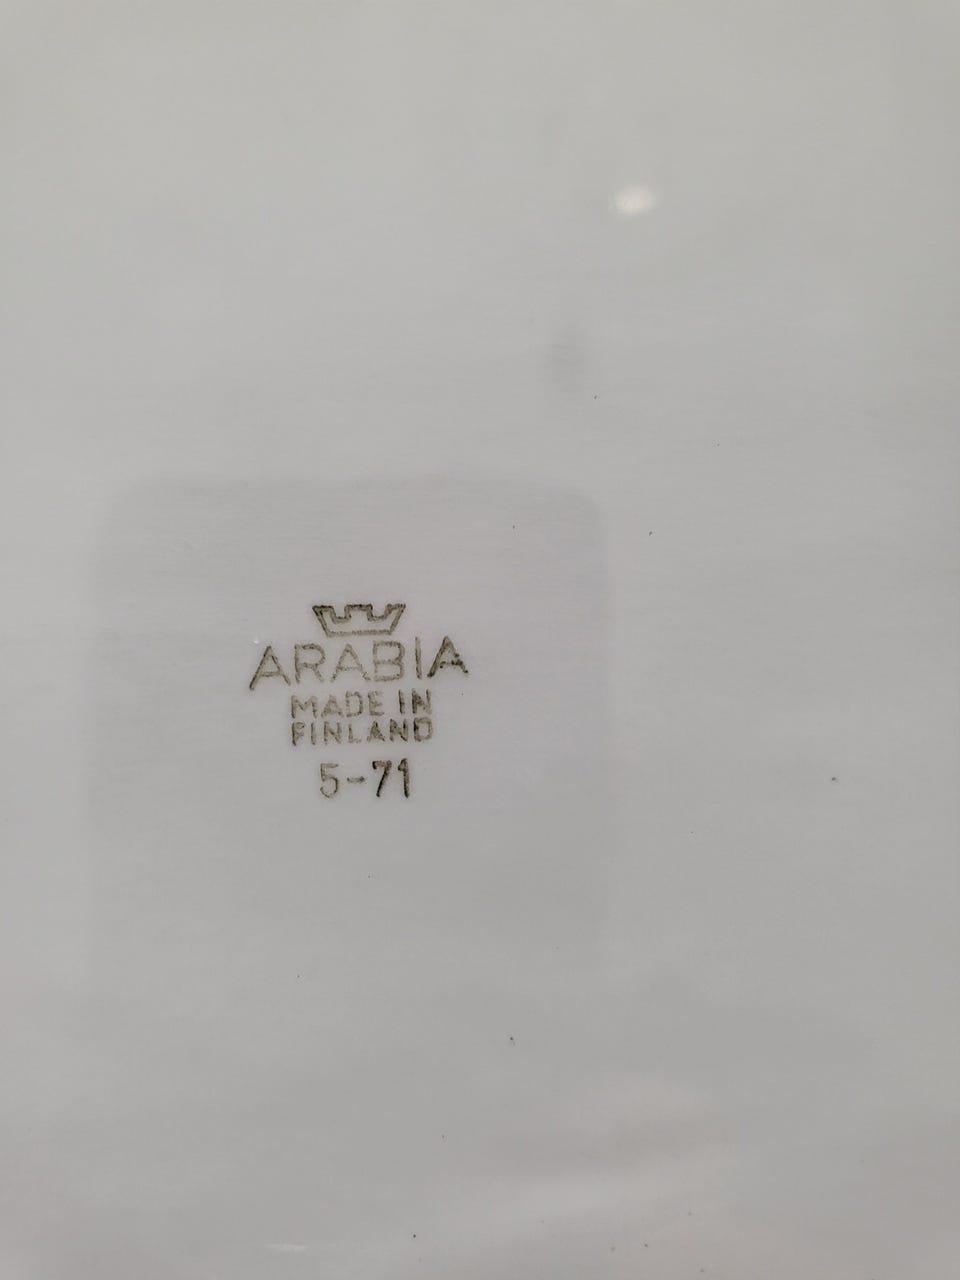 ARABIA
MADE IN
FINLAND
5-71